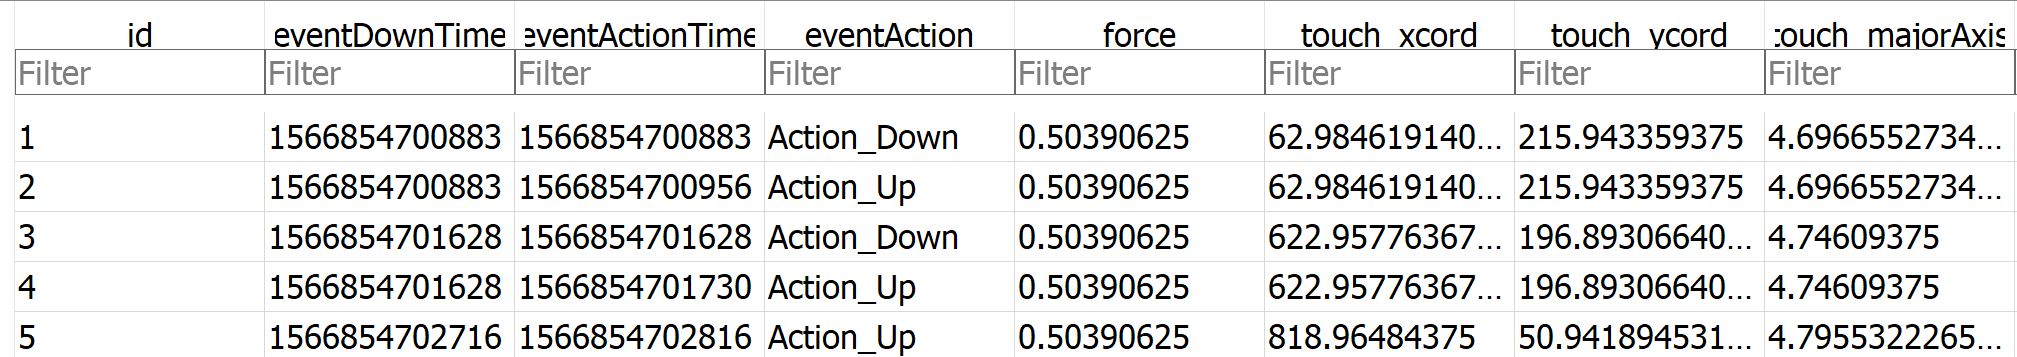 id eventDownTime eventActionTime eventAction force touch_xcord touch_ycord touch_majorAxis
Filter Filter Filter Filter Filter Filter Filter Filter
1 1566854700883 1566854700883 Action_Down 0.50390625 62.984619140... 215.943359375 4.6966552734...
2 1566854700883 1566854700956 Action_Up 0.50390625 62.984619140... 215.943359375 4.6966552734...
3 1566854701628 1566854701628 Action_Down 0.50390625 622.95776367... 196.89306640... 4.74609375
4 1566854701628 1566854701730 Action_Up 0.50390625 622.95776367... 196.89306640... 4.74609375
5 1566854702716 1566854702816 Action_Up 0.50390625 818.96484375 50.941894531... 4.7955322265...